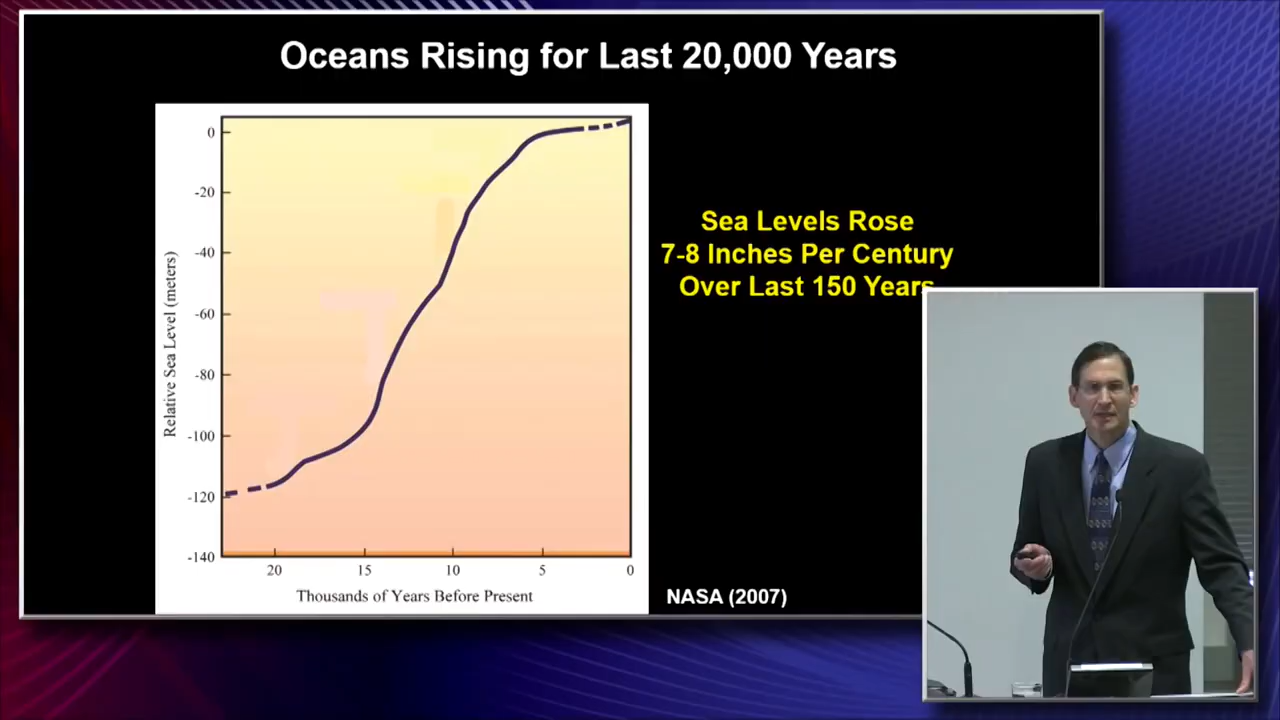 Oceans Rising for Last 20,000 Years
0
-20
-40
-60
-80
-100
-120
-140
Relative Sea Level (meters)
20 15 10 5 0
Thousands of Years Before Present
Sea Levels Rose
7-8 Inches Per Century
Over Last 150 Years
NASA (2007)